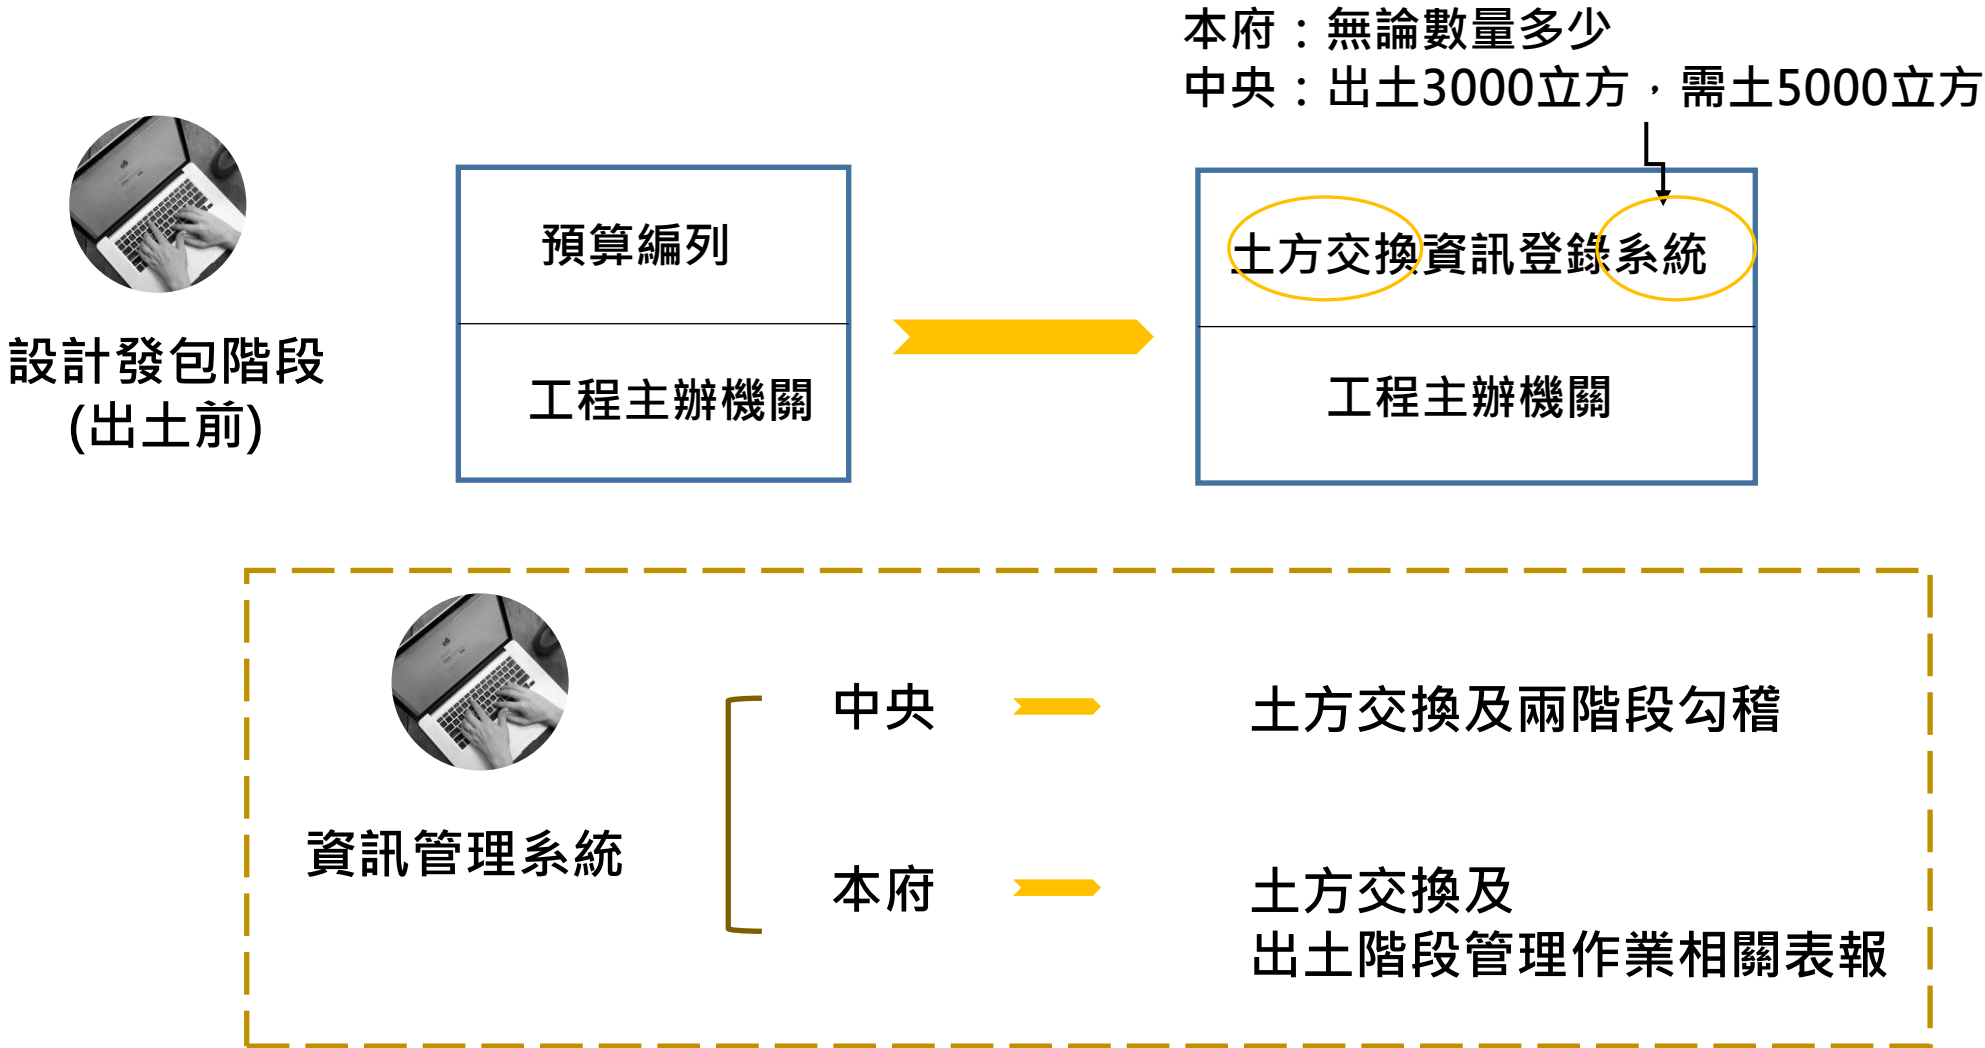 本府：無論數量多少
中央：出土3000立方，需土5000立方
預算編列
土方交換資訊登錄系統
設計發包階段
(出土前)
工程主辦機關
工程主辦機關
中央
土方交換及兩階段勾稽
資訊管理系統
本府
土方交換及
出土階段管理作業相關表報